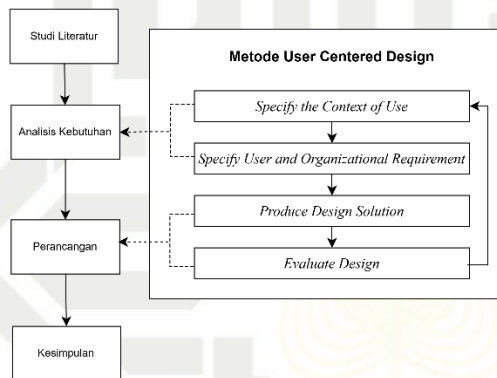 Studi Literatur
Analisis Kebutuhan
Perancangan
Kesimpulan
Metode User Centered Design
Specify the Context of Use
Specify User and Organizational Requirement
Produce Design Solution
Evaluate Design